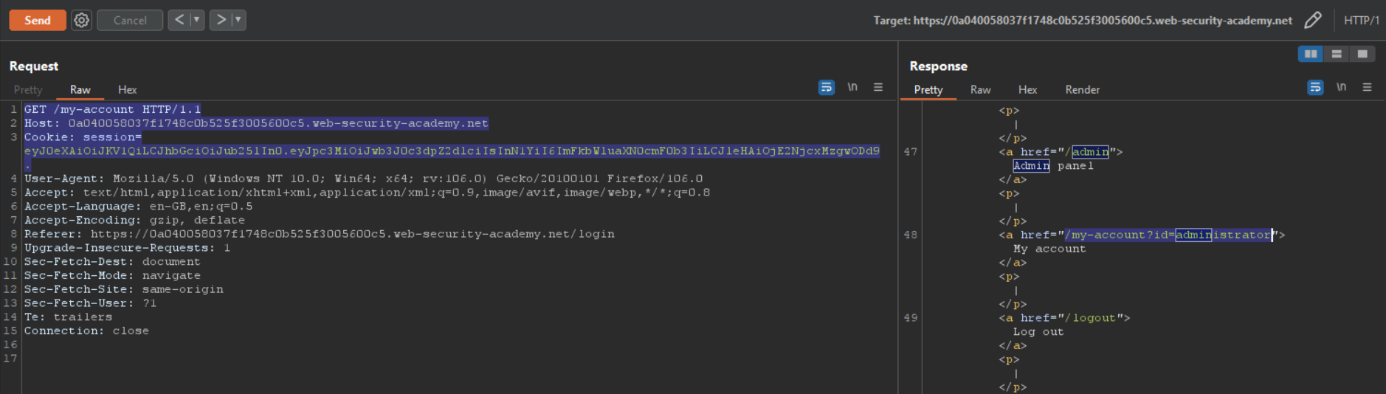 Send
Cancel
<
>
Target: https://0a040058037f1748c0b525f3005600c5.web-security-academy.net
HTTP/1
Request
Pretty
Raw
Hex
\n
1 GET /my-account HTTP/1.1
2 Host: 0a040058037f1748c0b525f3005600c5.web-security-academy.net
3 Cookie: session=
.
4 User-Agent: Mozilla/5.0 (Windows NT 10.0; Win64; x64; rv:106.0) Gecko/20100101 Firefox/106.0
5 Accept: text/html,application/xhtml+xml,application/xml;q=0.9,image/avif,image/webp,*/*;q=0.8
6 Accept-Language: en-GB,en;q=0.5
7 Accept-Encoding: gzip, deflate
8 Referer: https://0a040058037f1748c0b525f3005600c5.web-security-academy.net/login
9 Upgrade-Insecure-Requests: 1
10 Sec-Fetch-Dest: document
11 Sec-Fetch-Mode: navigate
12 Sec-Fetch-Site: same-origin
13 Sec-Fetch-User: ?1
14 Te: trailers
15 Connection: close
16
17
Response
Pretty
Raw
Hex
Render
\n
<p>
|
</p>
47 <a href="/admin">
Admin panel
</a>
<p>
|
</p>
48 <a href="/my-account?id=administrator">
My account
</a>
<p>
|
</p>
49 <a href="/logout">
Log out
</a>
<p>
|
</p>